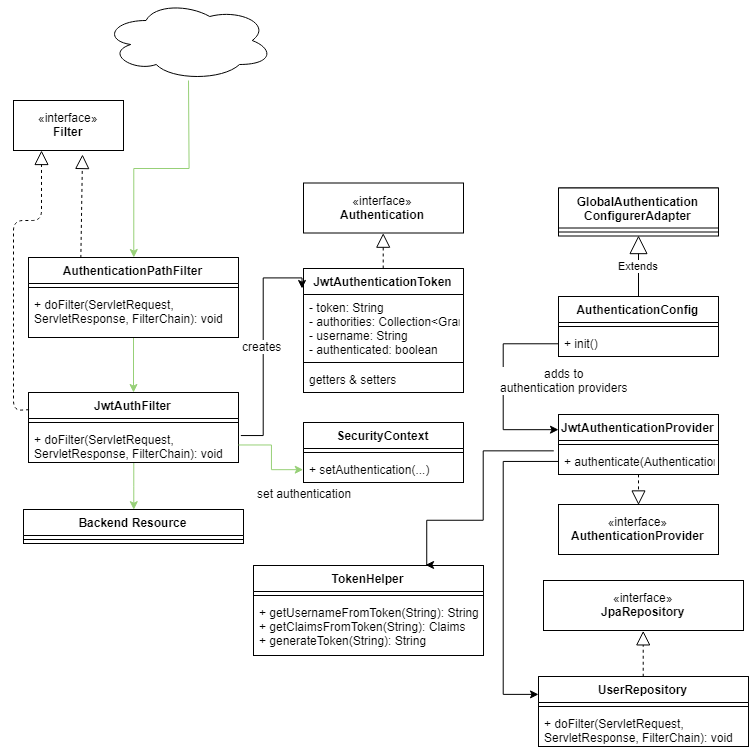 «interface»
Filter
AuthenticationPathFilter
+ doFilter(ServletRequest,
ServletResponse, FilterChain): void
JwtAuthFilter
+ doFilter(ServletRequest,
ServletResponse, FilterChain): void
Backend Resource
«interface»
Authentication
JwtAuthenticationToken
- token: String
- authorities: Collection<Gra
- username: String
- authenticated: boolean
getters & setters
creates
SecurityContext
+ setAuthentication(...)
set authentication
TokenHelper
+ getUsernameFromToken(String): String
+ getClaimsFromToken(String): Claims
+ generateToken(String): String
GlobalAuthentication
ConfigurerAdapter
Extends
AuthenticationConfig
+ init()
adds to
authentication providers
JwtAuthenticationProvider
+ authenticate(Authentication
«interface»
AuthenticationProvider
«interface»
JpaRepository
UserRepository
+ doFilter(ServletRequest,
ServletResponse, FilterChain): void